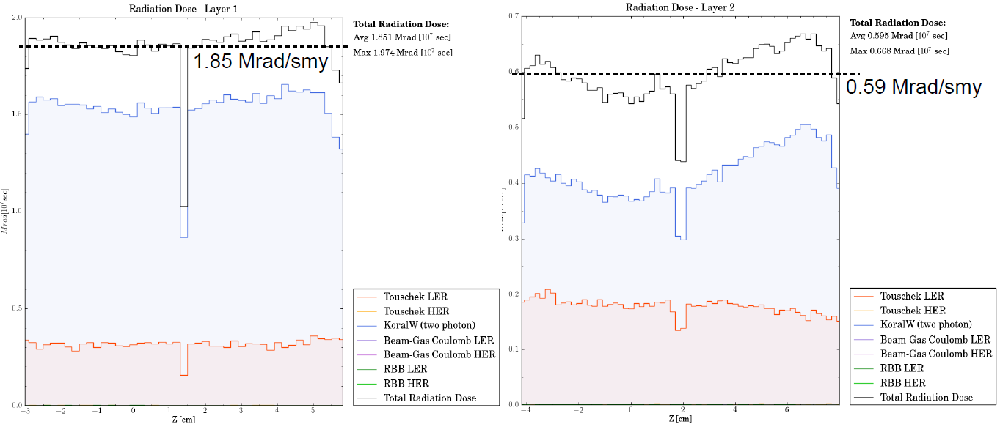 Radiation Dose - Layer 1
2.0
1.5
1.0
0.5
0.0
Mrad[10⁷sec]
−3
−2
−1
0
1
2
3
4
5
Z [cm]
1.85 Mrad/smy
Total Radiation Dose:
Avg 1.851 Mrad [10⁷ sec]
Max 1.974 Mrad [10⁷ sec]
Touschek LER
Touschek HER
KoralW (two photon)
Beam-Gas Coulomb LER
Beam-Gas Coulomb HER
RBB LER
RBB HER
Total Radiation Dose
Radiation Dose - Layer 2
0.7
0.6
0.5
0.4
0.3
0.2
0.1
0.0
−4
−2
0
2
4
6
Z [cm]
Total Radiation Dose:
Avg 0.595 Mrad [10⁷ sec]
Max 0.668 Mrad [10⁷ sec]
0.59 Mrad/smy
Touschek LER
Touschek HER
KoralW (two photon)
Beam-Gas Coulomb LER
Beam-Gas Coulomb HER
RBB LER
RBB HER
Total Radiation Dose